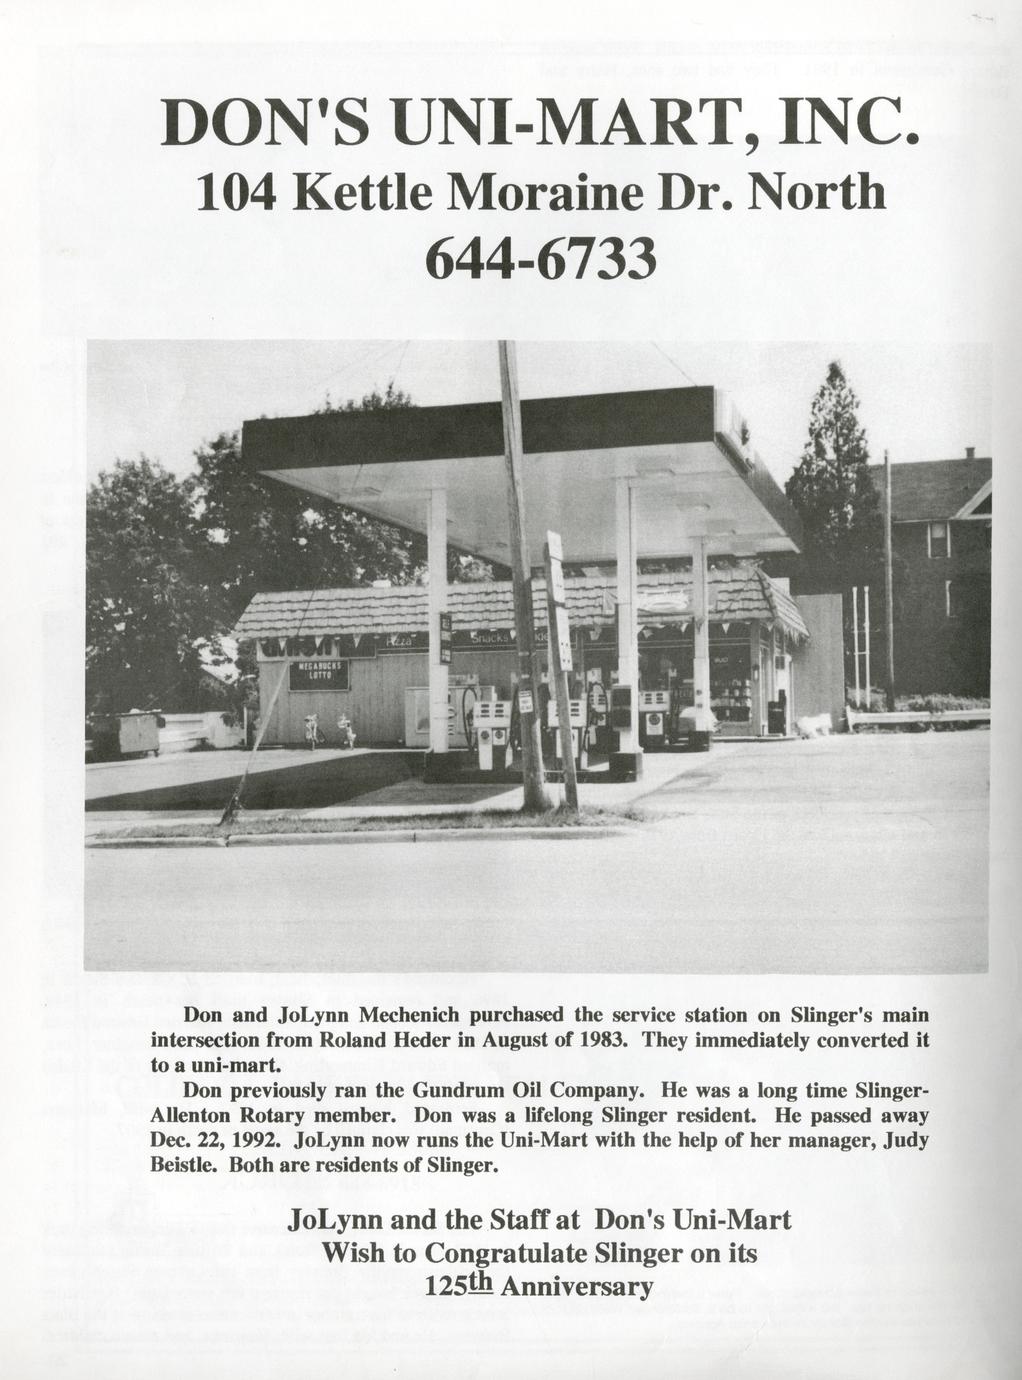 DON'S UNI-MART, INC.
104 Kettle Moraine Dr. North
644-6733
Pizza
Snacks
MEGABUCKS
LOTTO
Don and JoLynn Mechenich purchased the service station on Slinger's main
intersection from Roland Heder in August of 1983. They immediately converted it
to a uni-mart.
Don previously ran the Gundrum Oil Company. He was a long time Slinger-
Allenton Rotary member. Don was a lifelong Slinger resident. He passed away
Dec. 22, 1992. JoLynn now runs the Uni-Mart with the help of her manager, Judy
Beistle. Both are residents of Slinger.
JoLynn and the Staff at Don's Uni-Mart
Wish to Congratulate Slinger on its
125th Anniversary